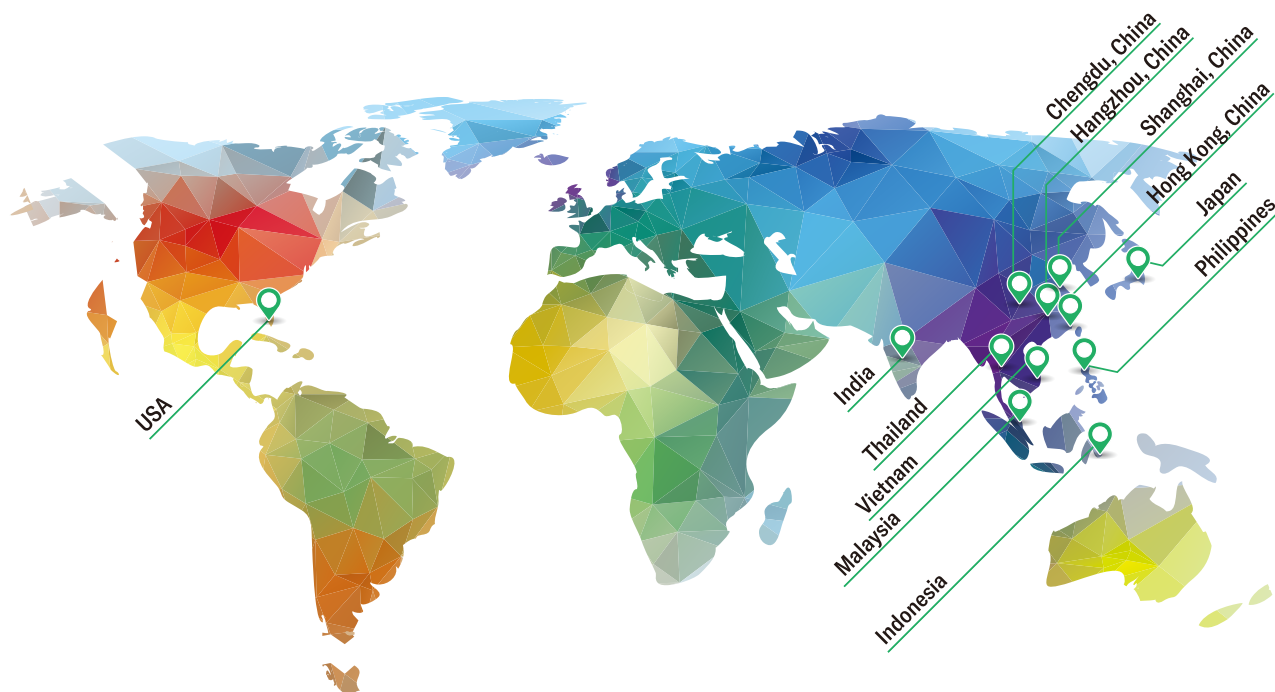 Chengdu, China
Hangzhou, China
Shanghai, China
Hong Kong, China
Japan
Philippines
USA
India
Thailand
Vietnam
Malaysia
Indonesia